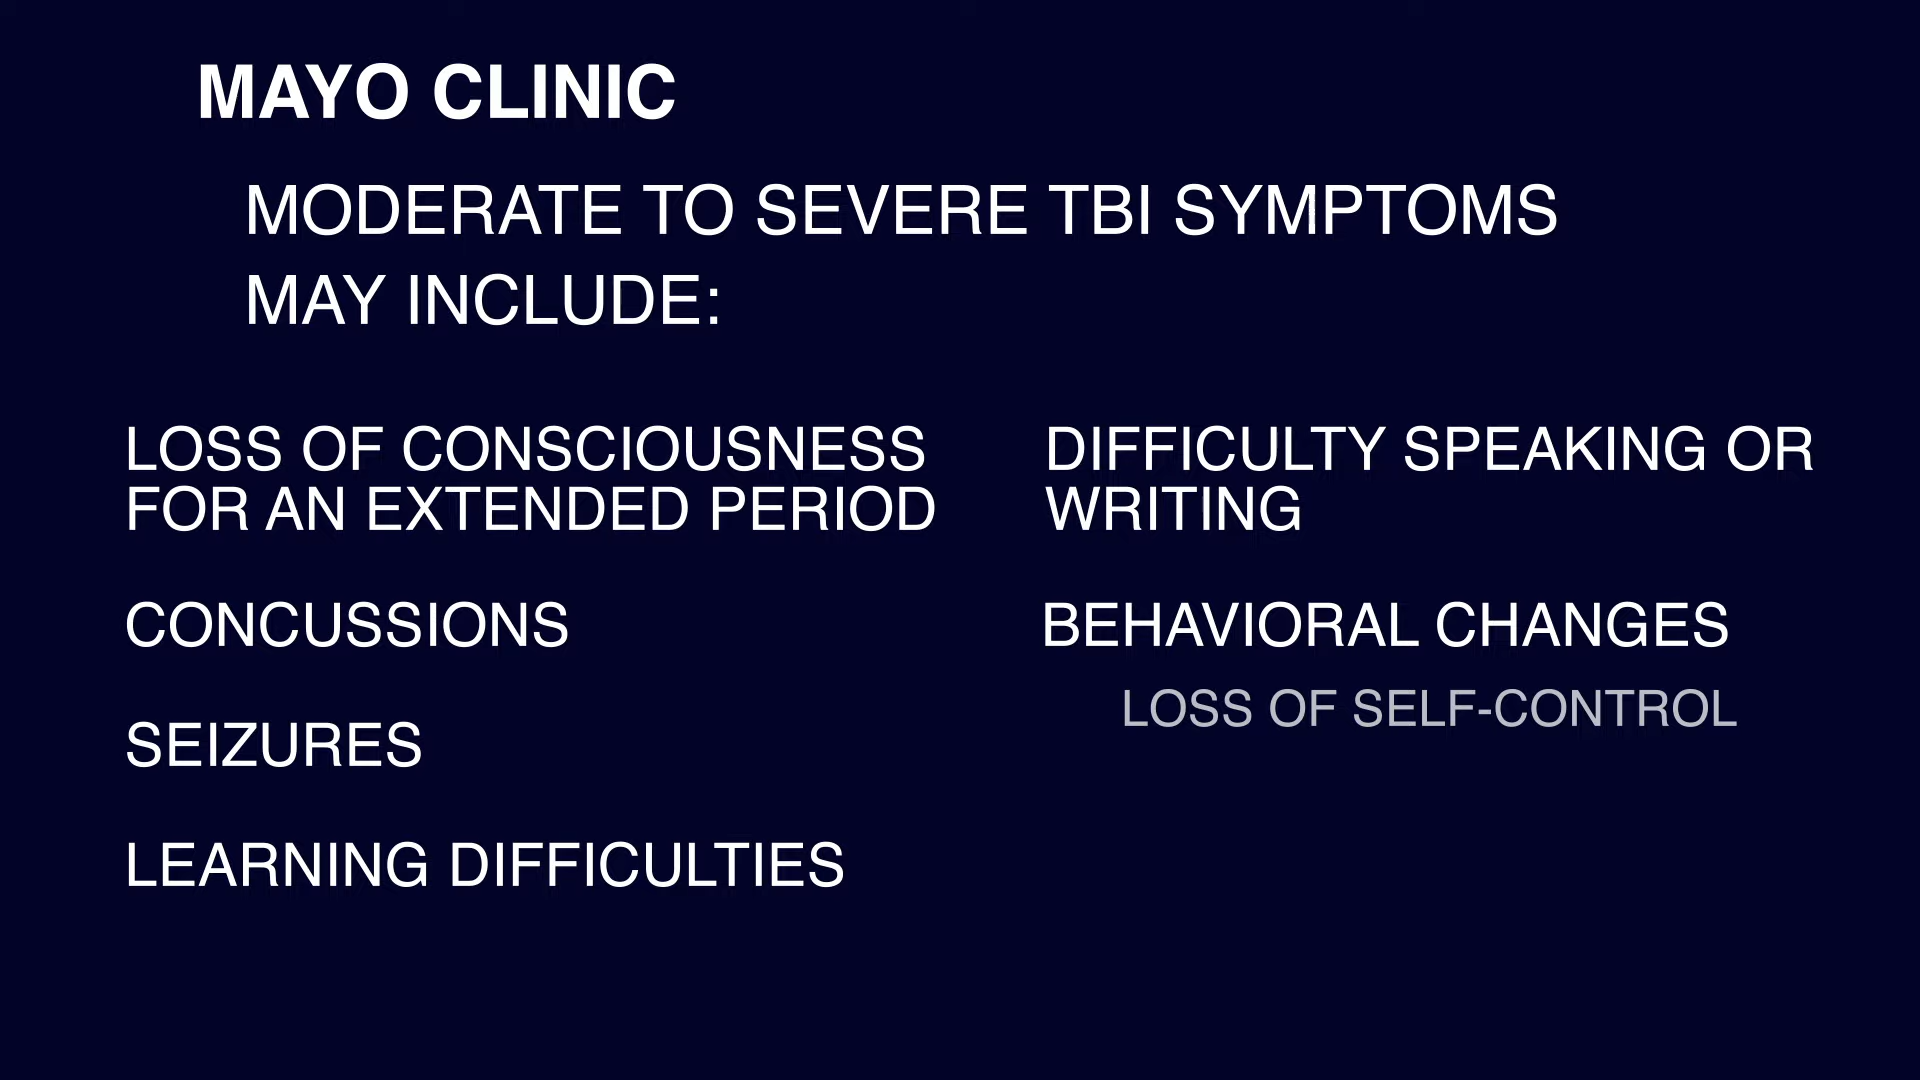 MAYO CLINIC
MODERATE TO SEVERE TBI SYMPTOMS
MAY INCLUDE:
LOSS OF CONSCIOUSNESS
FOR AN EXTENDED PERIOD
CONCUSSIONS
SEIZURES
LEARNING DIFFICULTIES
DIFFICULTY SPEAKING OR
WRITING
BEHAVIORAL CHANGES
LOSS OF SELF-CONTROL